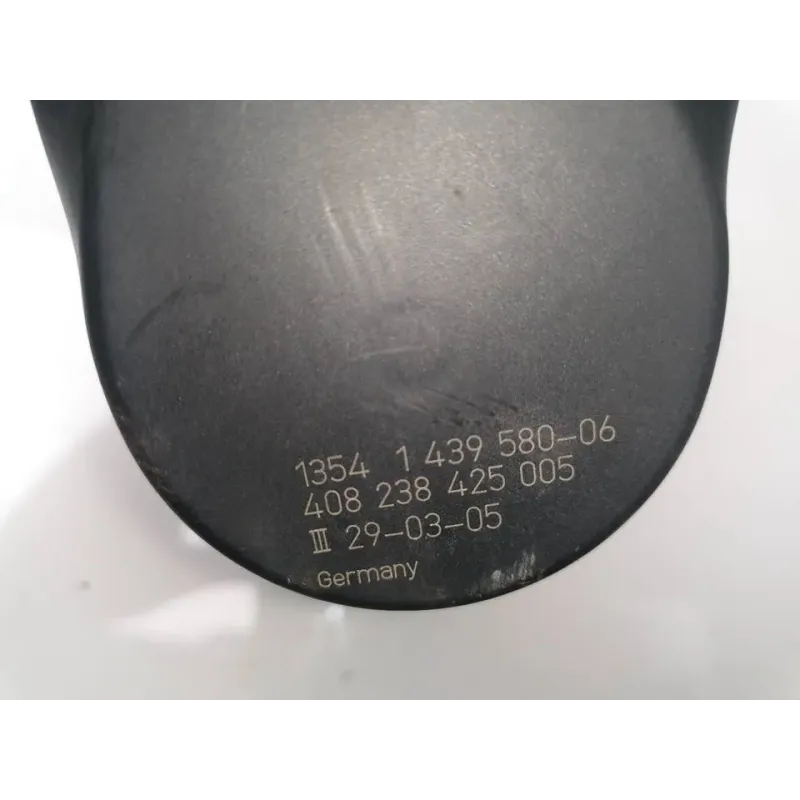 1354 1 439 580-06
408 238 425 005
III 29-03-05
Germany